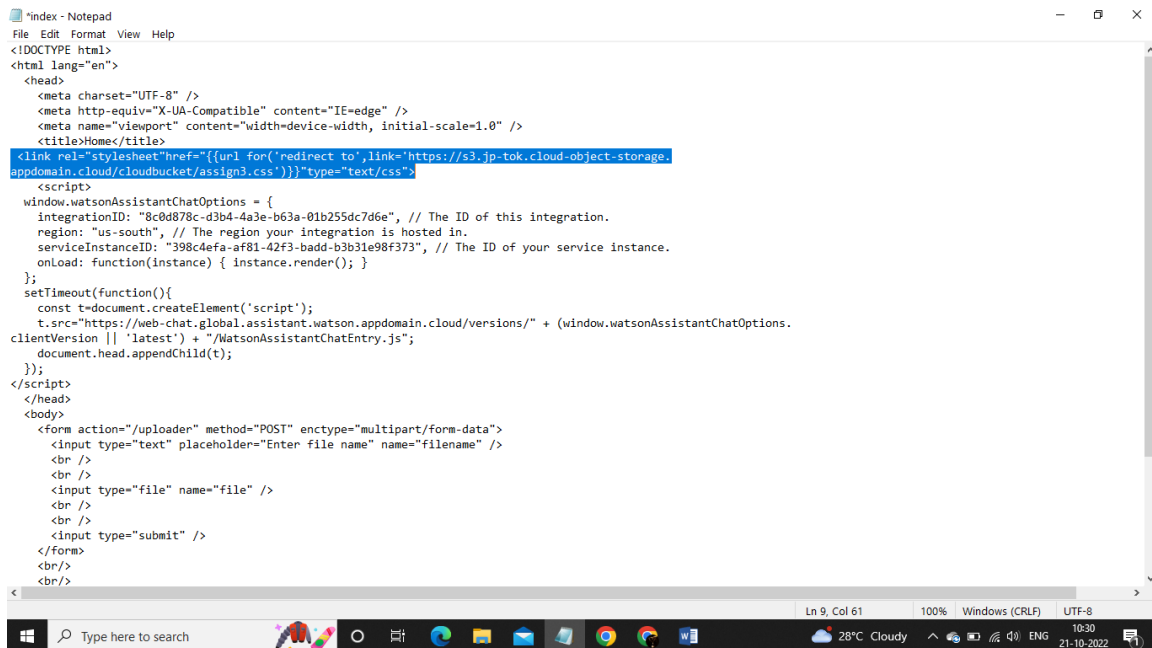 *index - Notepad
File Edit Format View Help
<!DOCTYPE html>
<html lang="en">
<head>
<meta charset="UTF-8" />
<meta http-equiv="X-UA-Compatible" content="IE=edge" />
<meta name="viewport" content="width=device-width, initial-scale=1.0" />
<title>Home</title>
<link rel="stylesheet"href="{{url for('redirect to',link='https://s3.jp-tok.cloud-object-storage.
appdomain.cloud/cloudbucket/assign3.css')}}"type="text/css">
<script>
window.watsonAssistantChatOptions = {
integrationID: "8c0d878c-d3b4-4a3e-b63a-01b255dc7d6e", // The ID of this integration.
region: "us-south", // The region your integration is hosted in.
serviceInstanceID: "398c4efa-af81-42f3-badd-b3b31e98f373", // The ID of your service instance.
onLoad: function(instance) { instance.render(); }
};
setTimeout(function(){
const t=document.createElement('script');
t.src="https://web-chat.global.assistant.watson.appdomain.cloud/versions/" + (window.watsonAssistantChatOptions.
clientVersion || 'latest') + "/WatsonAssistantChatEntry.js";
document.head.appendChild(t);
});
</script>
</head>
<body>
<form action="/uploader" method="POST" enctype="multipart/form-data">
<input type="text" placeholder="Enter file name" name="filename" />
<br />
<br />
<input type="file" name="file" />
<br />
<br />
<input type="submit" />
</form>
<br/>
<br/>
Ln 9, Col 61 100% Windows (CRLF) UTF-8
Type here to search 28°C Cloudy ENG 10:30
21-10-2022 1